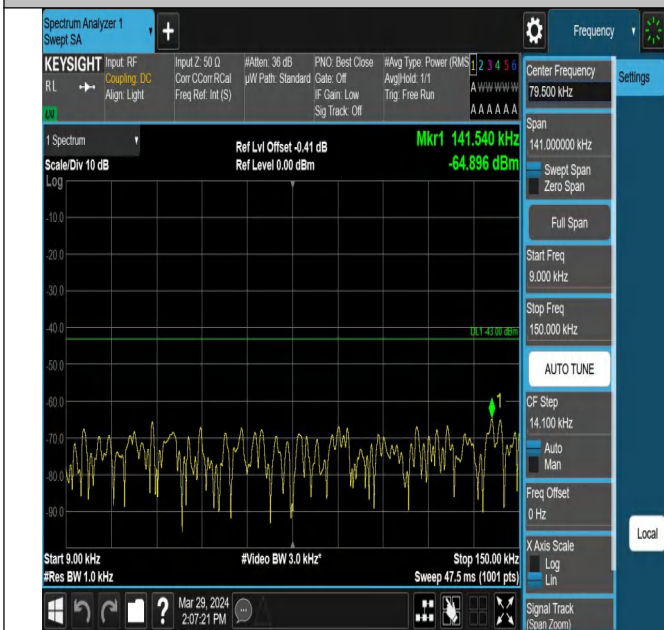 Spectrum Analyzer 1
Swept SA
Frequency
KEYSIGHT
RL
Input: RF
Coupling: DC
Align: Light
Input Z: 50 Ω
Corr CCorr RCal
Freq Ref: Int (S)
#Atten: 36 dB
µW Path: Standard
PNO: Best Close
Gate: Off
IF Gain: Low
Sig Track: Off
#Avg Type: Power (RMS
Avg|Hold: 1/1
Trig: Free Run
1 2 3 4 5 6
A W W W W W
A A A A A A
LXI
1 Spectrum
Scale/Div 10 dB
Ref Lvl Offset -0.41 dB
Ref Level 0.00 dBm
Mkr1 141.540 kHz
-64.896 dBm
Log
-10.0
-20.0
-30.0
-40.0
-50.0
-60.0
-70.0
-80.0
-90.0
DL1 -43.00 dBm
1
Start 9.00 kHz
#Res BW 1.0 kHz
#Video BW 3.0 kHz*
Stop 150.00 kHz
Sweep 47.5 ms (1001 pts)
Mar 29, 2024
2:07:21 PM
Center Frequency
79.500 kHz
Settings
Span
141.000000 kHz
Swept Span
Zero Span
Full Span
Start Freq
9.000 kHz
Stop Freq
150.000 kHz
AUTO TUNE
CF Step
14.100 kHz
Auto
Man
Freq Offset
0 Hz
X Axis Scale
Log
Lin
Local
Signal Track
(Span Zoom)